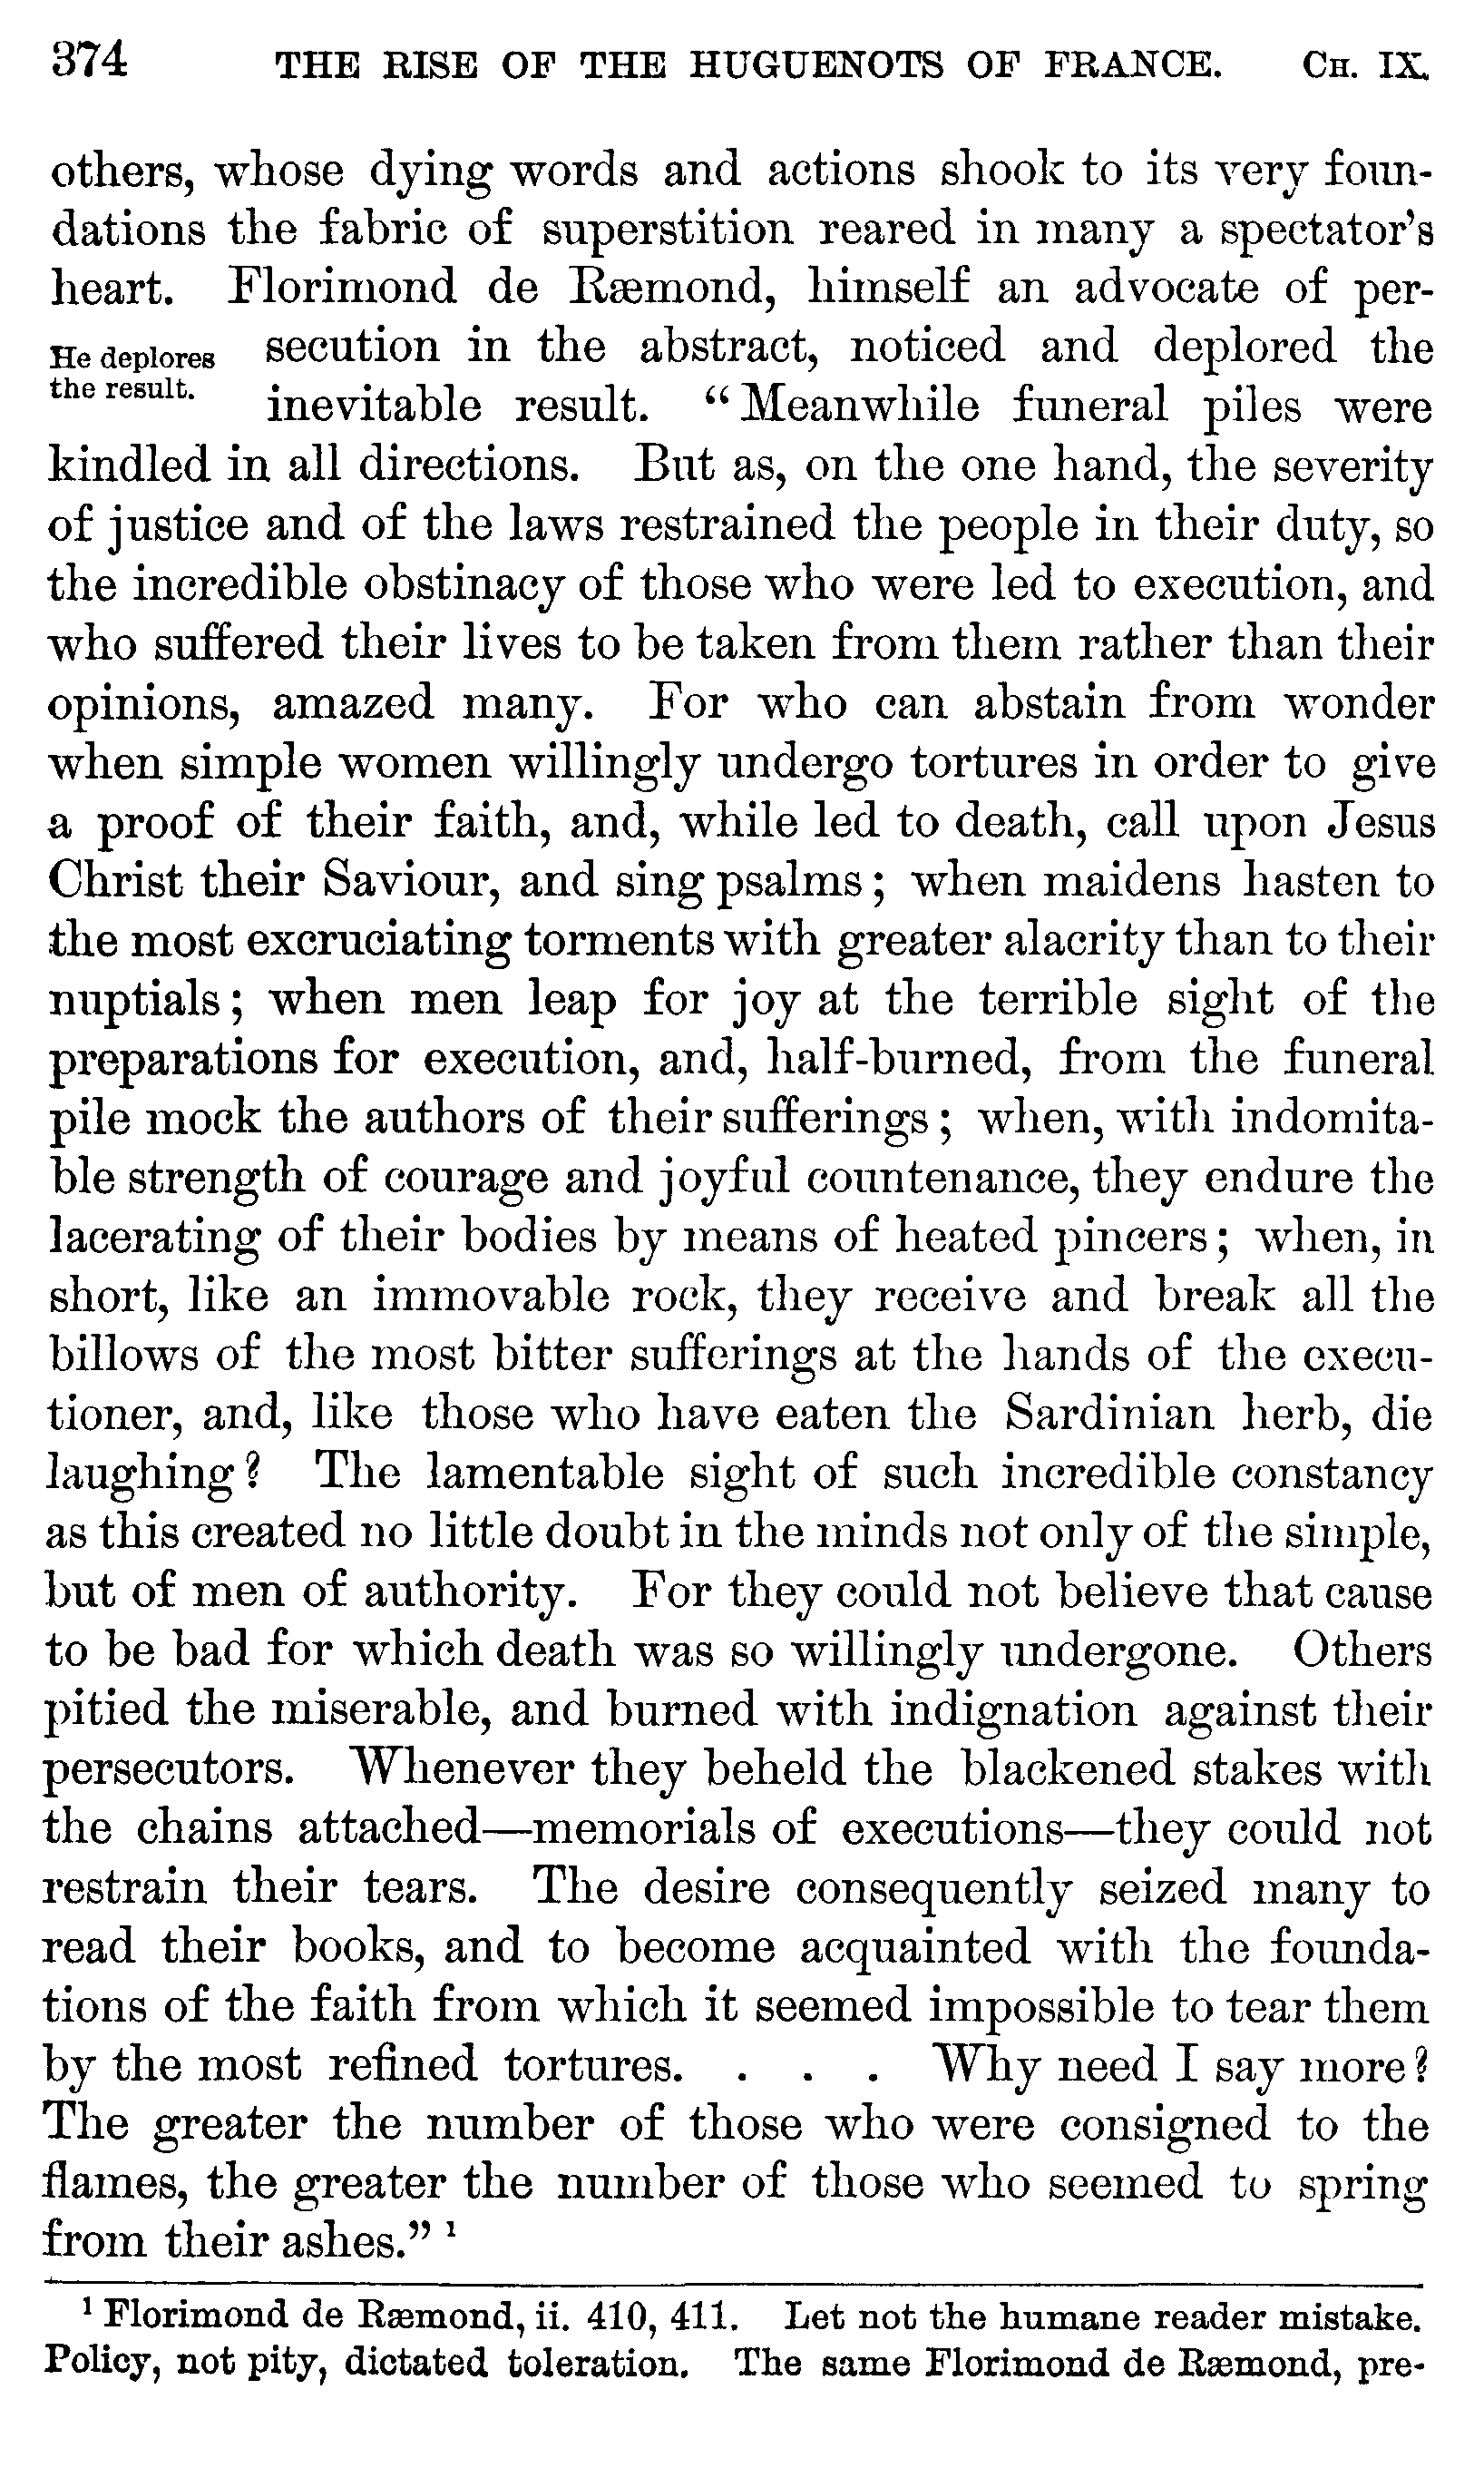 374 THE RISE OF THE HUGUENOTS OF FRANCE. CH. IX.
others, whose dying words and actions shook to its very foun-
dations the fabric of superstition reared in many a spectator's
heart. Florimond de Ræmond, himself an advocate of per-
He deplores
the result.
secution in the abstract, noticed and deplored the
inevitable result. "Meanwhile funeral piles were
kindled in all directions. But as, on the one hand, the severity
of justice and of the laws restrained the people in their duty, so
the incredible obstinacy of those who were led to execution, and
who suffered their lives to be taken from them rather than their
opinions, amazed many. For who can abstain from wonder
when simple women willingly undergo tortures in order to give
a proof of their faith, and, while led to death, call upon Jesus
Christ their Saviour, and sing psalms; when maidens hasten to
the most excruciating torments with greater alacrity than to their
nuptials; when men leap for joy at the terrible sight of the
preparations for execution, and, half-burned, from the funeral
pile mock the authors of their sufferings; when, with indomita-
ble strength of courage and joyful countenance, they endure the
lacerating of their bodies by means of heated pincers; when, in
short, like an immovable rock, they receive and break all the
billows of the most bitter sufferings at the hands of the execu-
tioner, and, like those who have eaten the Sardinian herb, die
laughing? The lamentable sight of such incredible constancy
as this created no little doubt in the minds not only of the simple,
but of men of authority. For they could not believe that cause
to be bad for which death was so willingly undergone. Others
pitied the miserable, and burned with indignation against their
persecutors. Whenever they beheld the blackened stakes with
the chains attached—memorials of executions—they could not
restrain their tears. The desire consequently seized many to
read their books, and to become acquainted with the founda-
tions of the faith from which it seemed impossible to tear them
by the most refined tortures. . . . Why need I say more?
The greater the number of those who were consigned to the
flames, the greater the number of those who seemed to spring
from their ashes." ¹
¹ Florimond de Ræmond, ii. 410, 411. Let not the humane reader mistake.
Policy, not pity, dictated toleration. The same Florimond de Ræmond, pre-